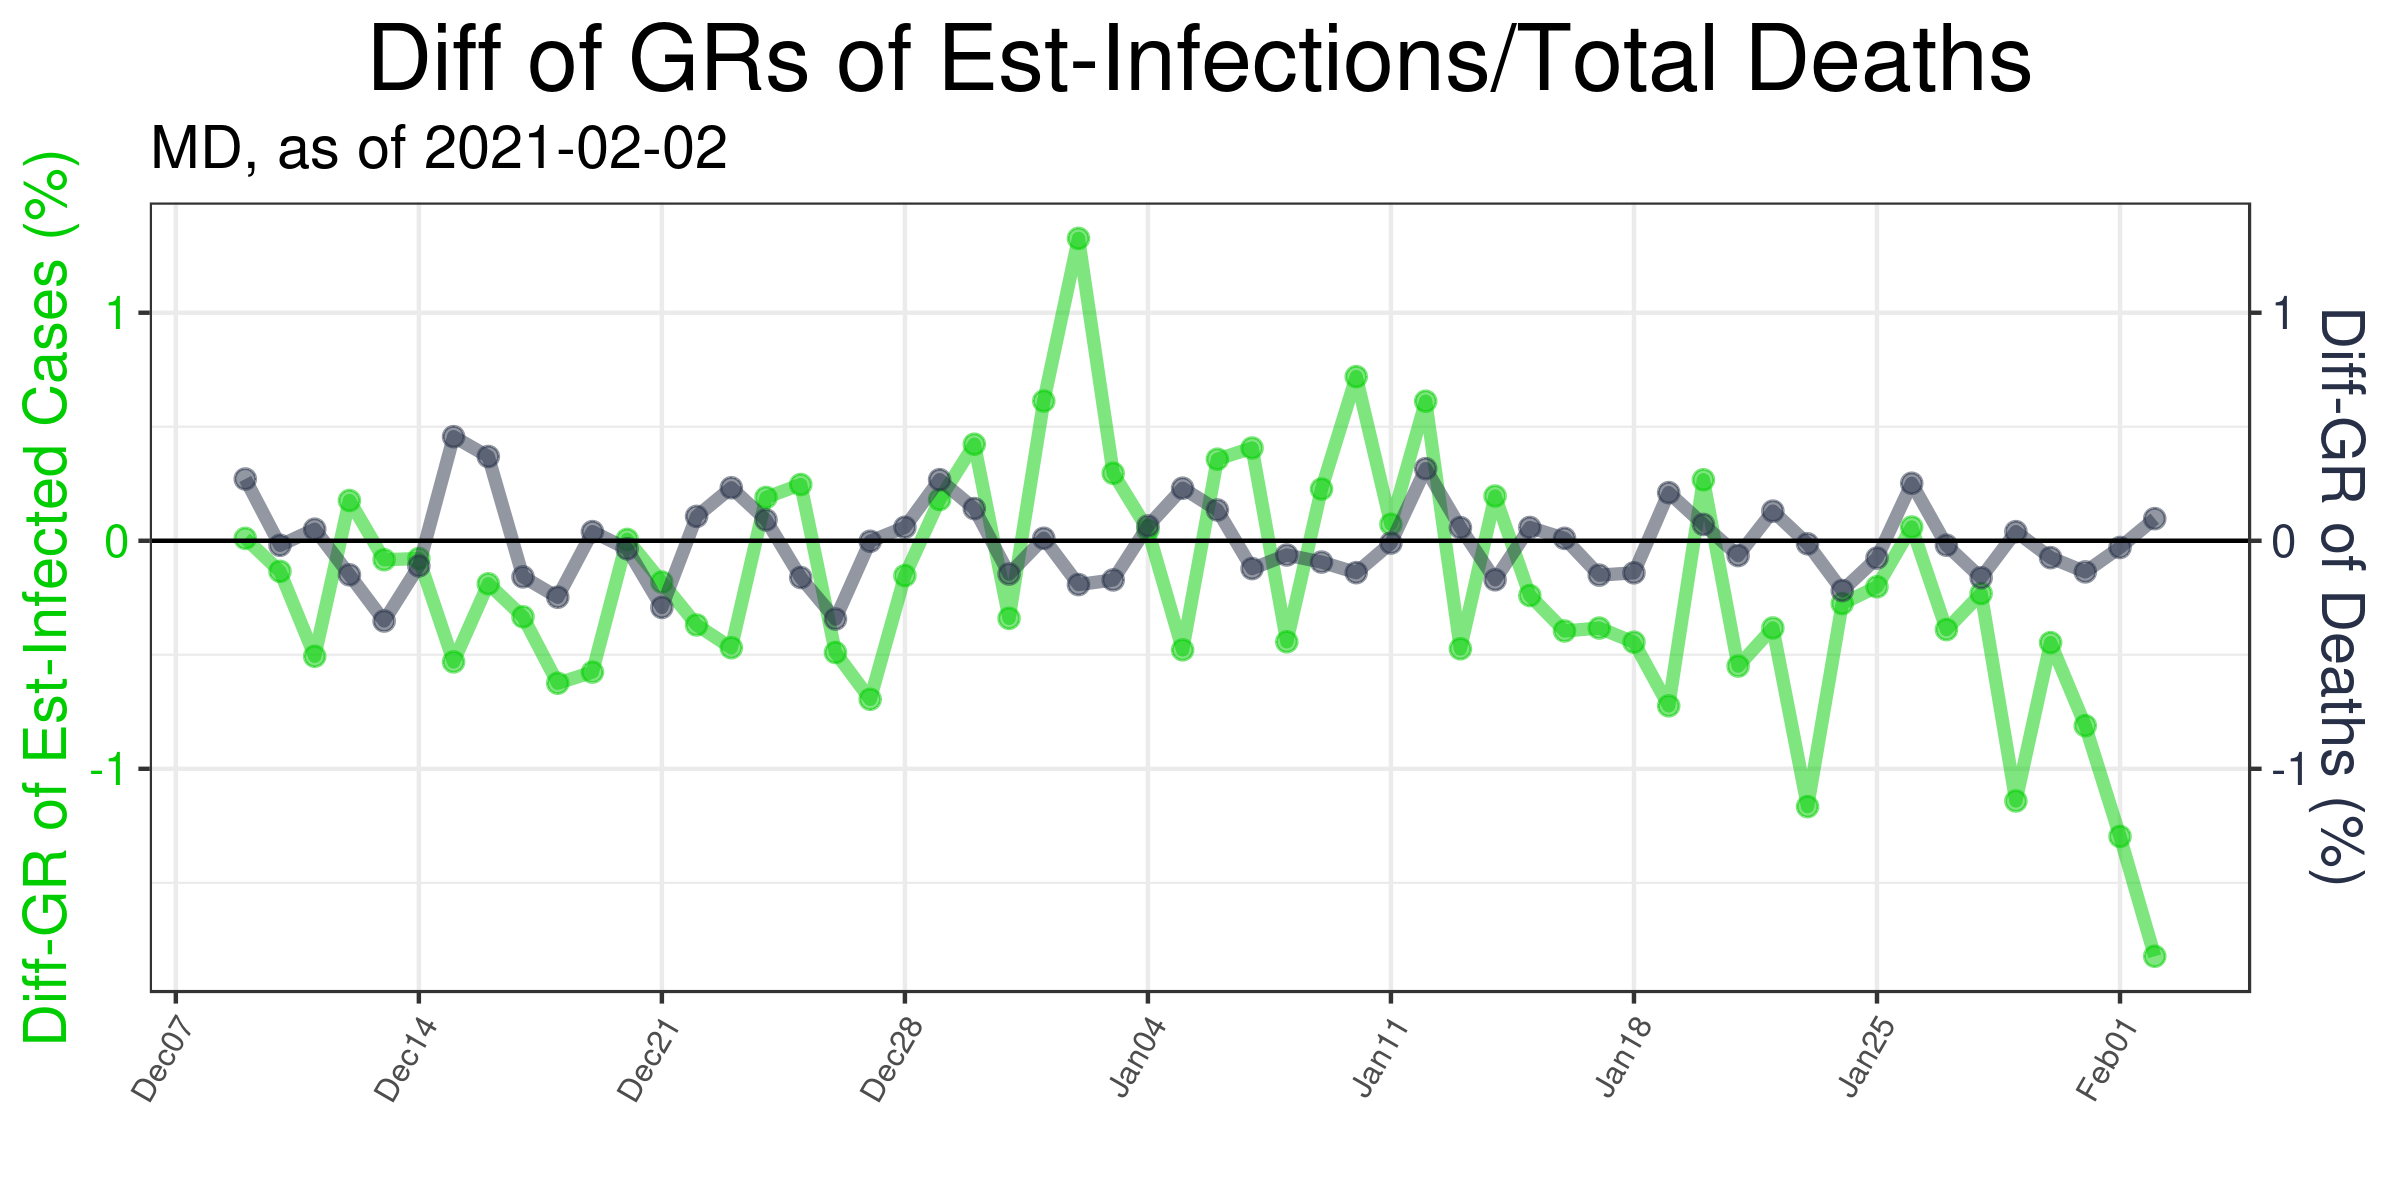 Diff of GRs of Est-Infections/Total Deaths
MD, as of 2021-02-02
Diff-GR of Est-Infected Cases (%)
1
0
-1
1
0
-1
Diff-GR of Deaths (%)
Dec07
Dec14
Dec21
Dec28
Jan04
Jan11
Jan18
Jan25
Feb01